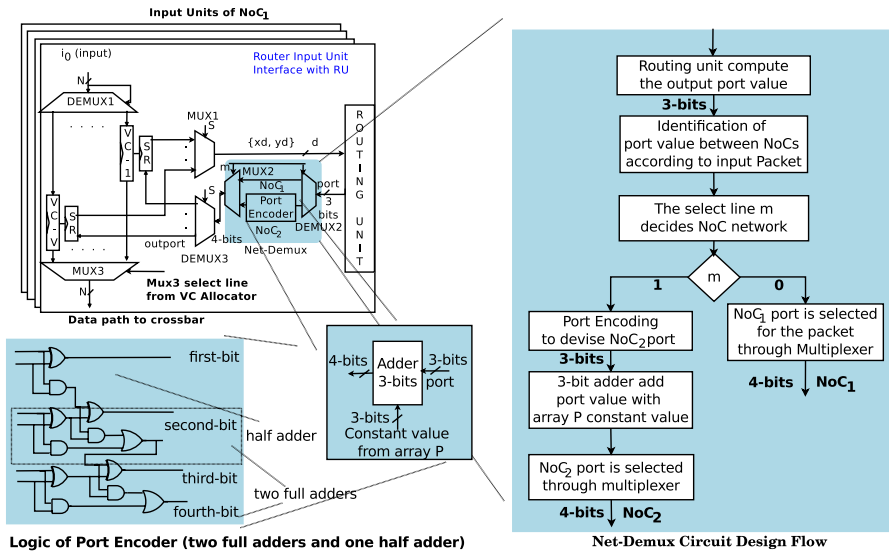 Input Units of NoC1
i0 (input)
Router Input Unit
Interface with RU
N
DEMUX1
. . . .
MUX1
S
VC-1
SR
{xd, yd}
d
ROUTING UNIT
m
MUX2
NoC1
port
3
bits
Port
Encoder
NoC2
DEMUX2
Net-Demux
S
4-bits
DEMUX3
VC-V
SR
outport
. . . .
MUX3
Mux3 select line
from VC Allocator
N
Data path to crossbar
first-bit
second-bit
half adder
third-bit
two full adders
fourth-bit
Logic of Port Encoder (two full adders and one half adder)
4-bits
Adder
3-bits
3-bits
port
3-bits
Constant value
from array P
Routing unit compute
the output port value
3-bits
Identification of
port value between NoCs
according to input Packet
The select line m
decides NoC network
m
1
0
Port Encoding
to devise NoC2 port
3-bits
3-bit adder add
port value with
array P constant value
NoC2 port is selected
through multiplexer
4-bits
NoC2
NoC1 port is selected
for the packet
through Multiplexer
4-bits
NoC1
Net-Demux Circuit Design Flow